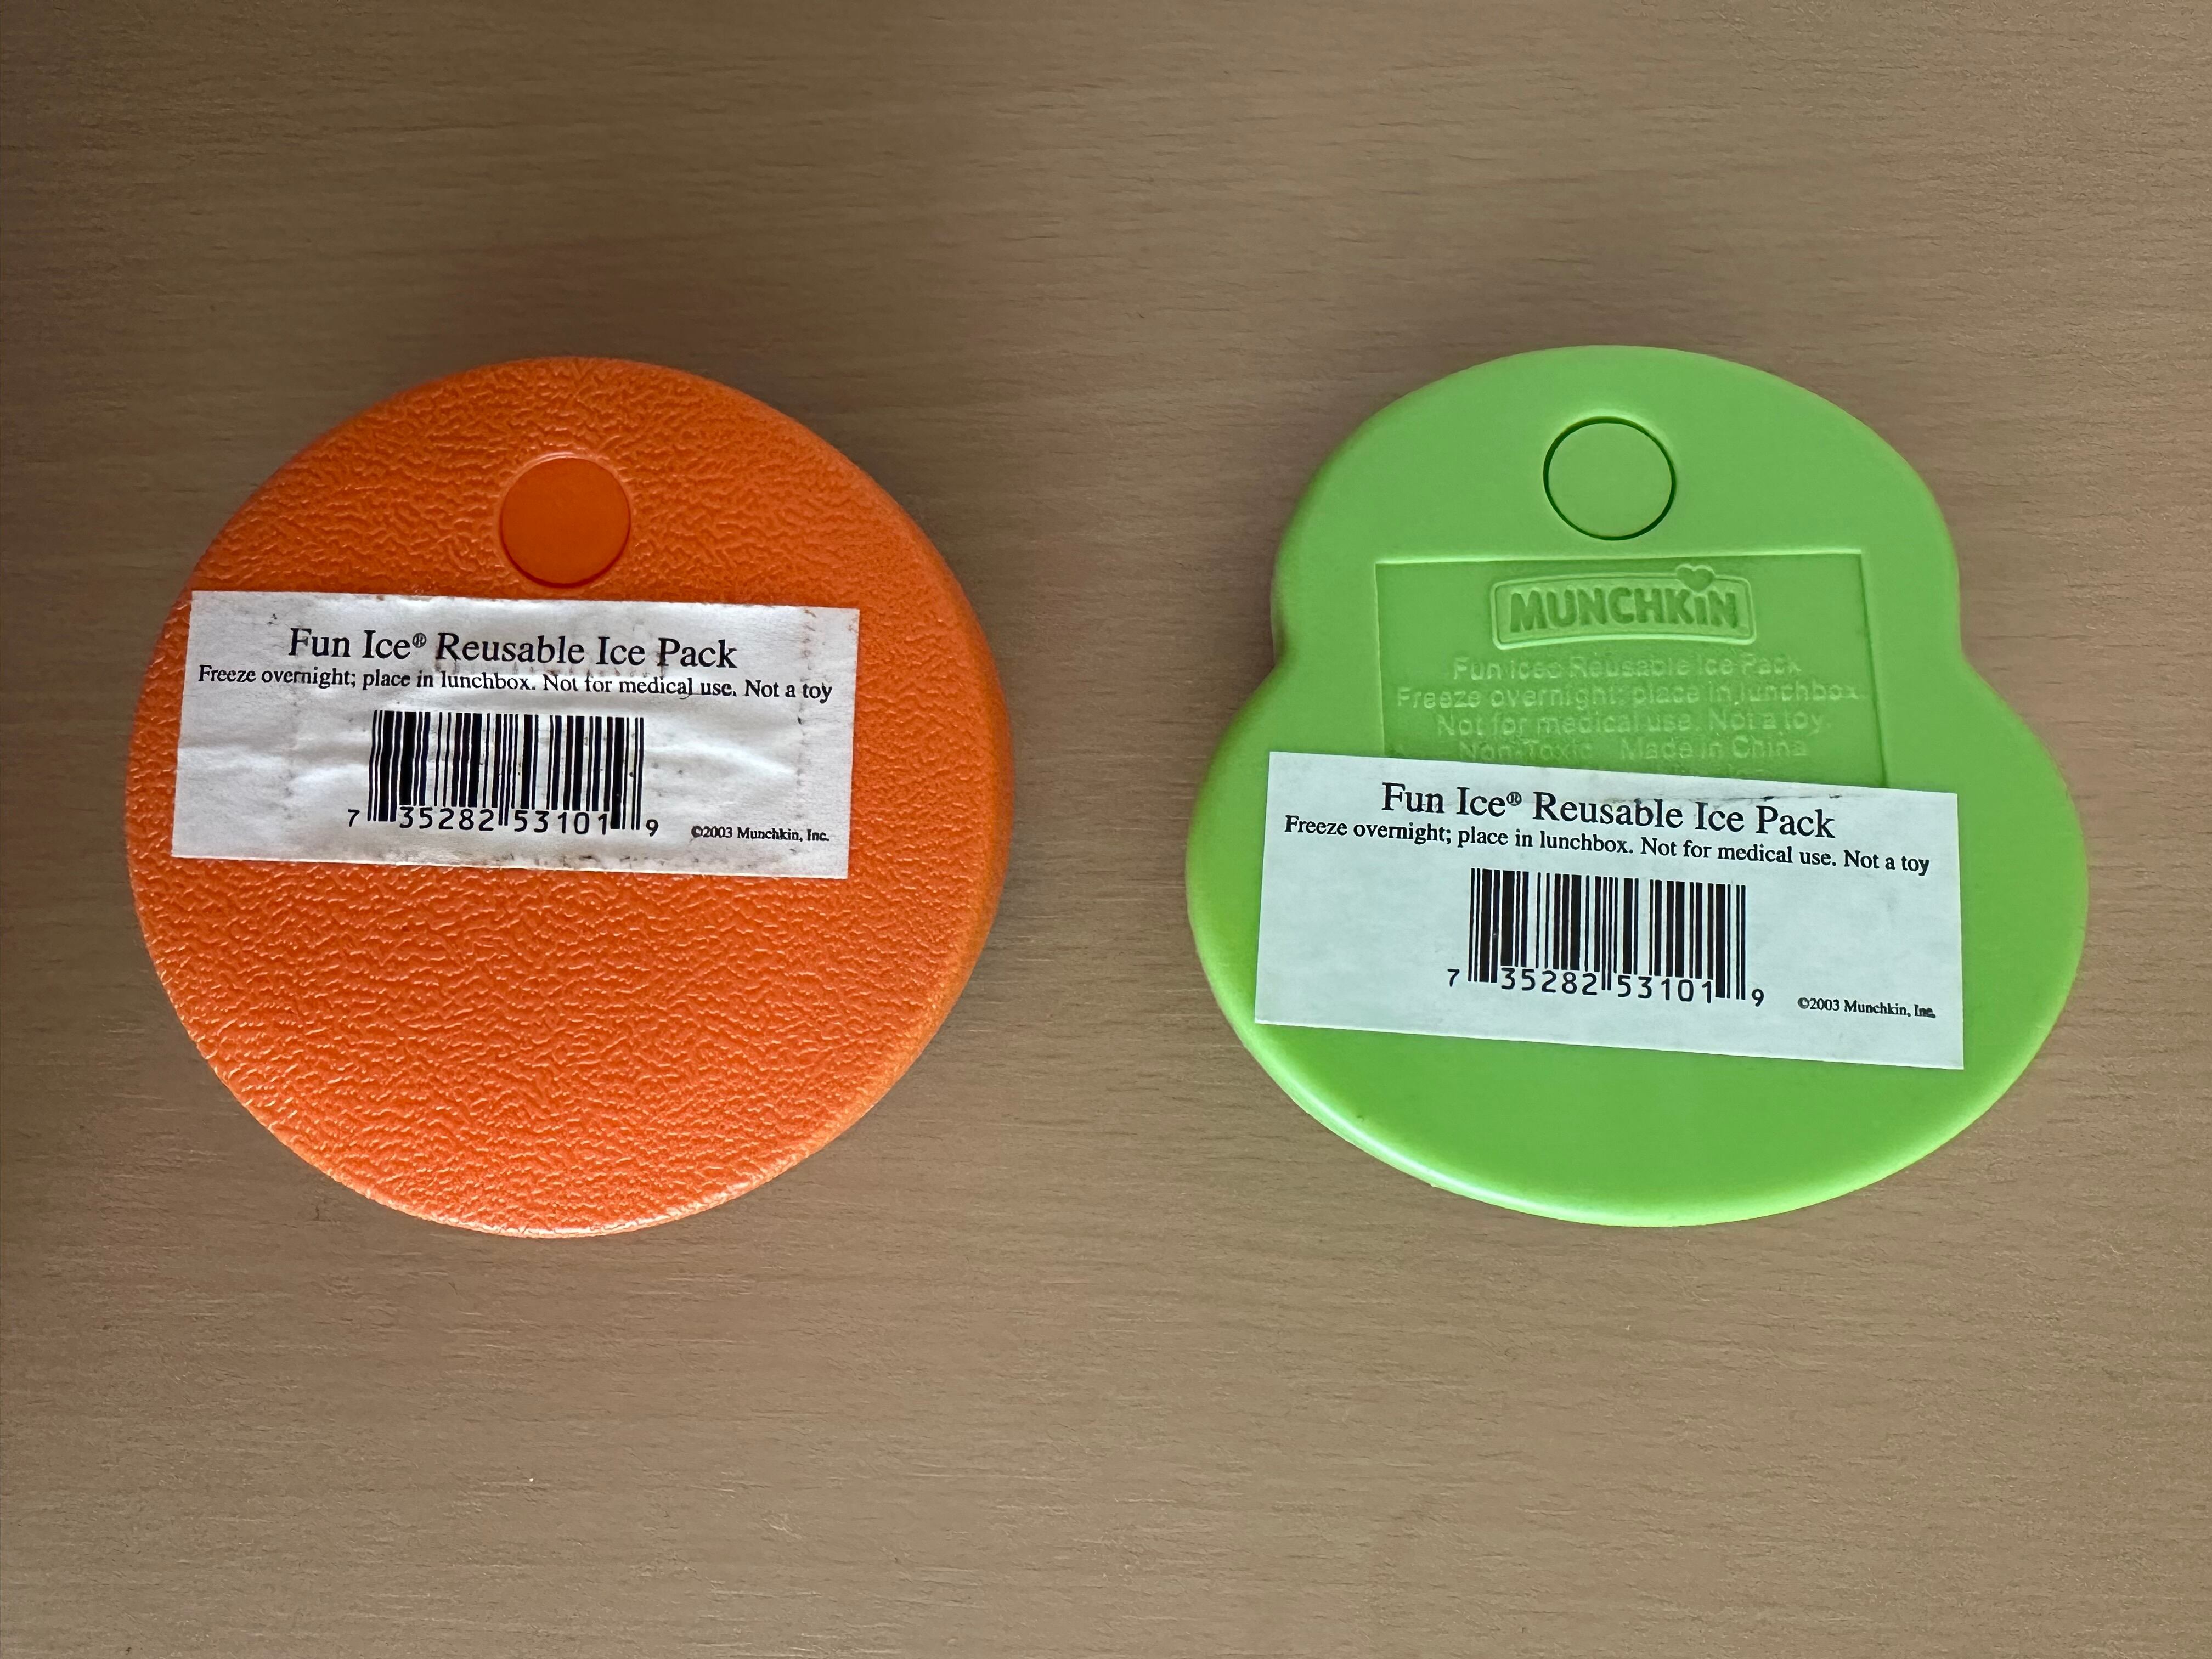 Fun Ice® Reusable Ice Pack
Freeze overnight; place in lunchbox. Not for medical use. Not a toy
7 35282 53101 9
©2003 Munchkin, Inc.
MUNCHKIN
Fun Ice® Reusable Ice Pack
Freeze overnight; place in lunchbox.
Not for medical use. Not a toy.
Non-Toxic Made in China
Fun Ice® Reusable Ice Pack
Freeze overnight; place in lunchbox. Not for medical use. Not a toy
7 35282 53101 9
©2003 Munchkin, Inc.